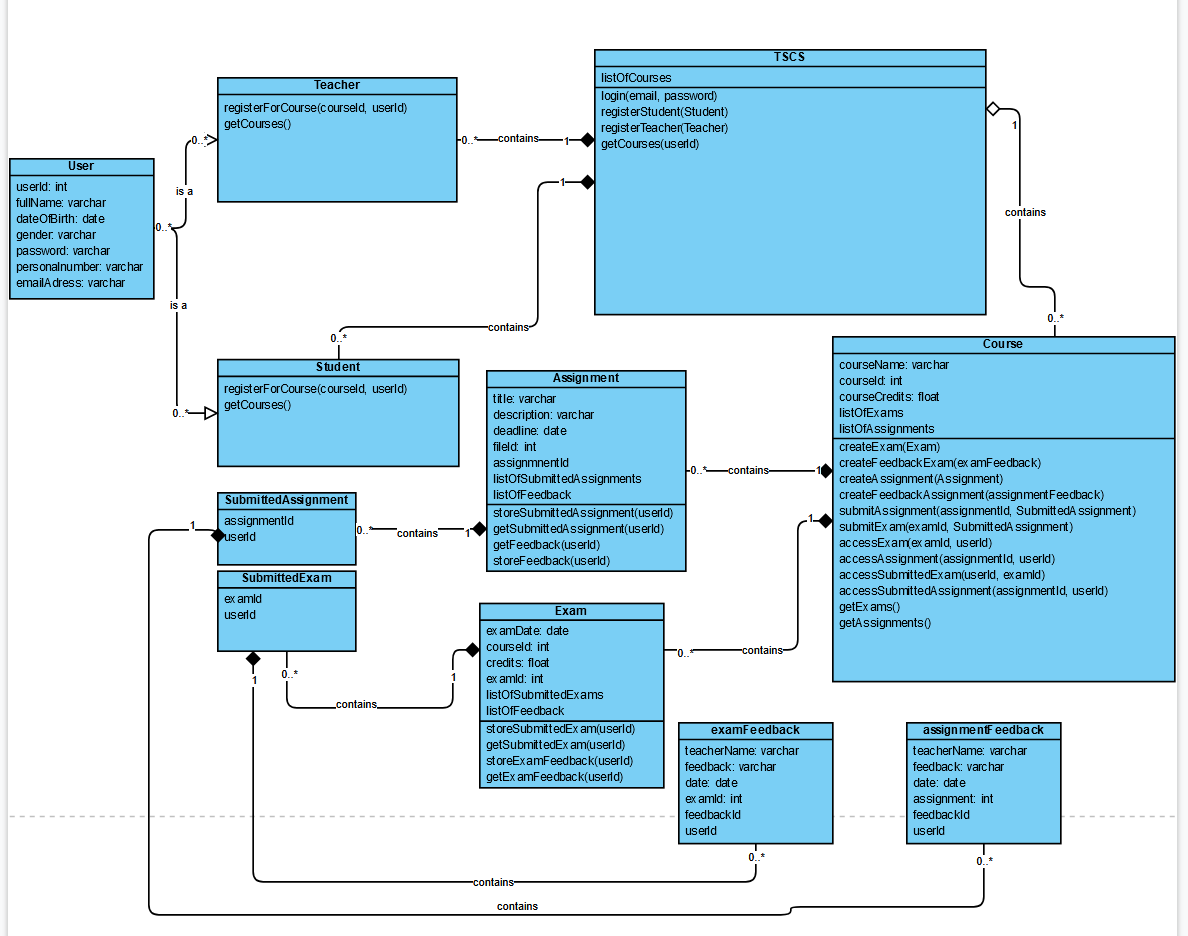 TSCS
listOfCourses
login(email, password)
registerStudent(Student)
registerTeacher(Teacher)
getCourses(userId)
Teacher
registerForCourse(courseId, userId)
getCourses()
0..*
0..*
contains
1
1
1
contains
User
userId: int
fullName: varchar
dateOfBirth: date
gender: varchar
password: varchar
personalnumber: varchar
emailAdress: varchar
0..*
is a
is a
0..*
0..*
contains
0..*
Student
registerForCourse(courseId, userId)
getCourses()
0..*
Course
courseName: varchar
courseId: int
courseCredits: float
listOfExams
listOfAssignments
createExam(Exam)
createFeedbackExam(examFeedback)
createAssignment(Assignment)
createFeedbackAssignment(assignmentFeedback)
submitAssignment(assignmentId, SubmittedAssignment)
submitExam(examId, SubmittedAssignment)
accessExam(examId, userId)
accessAssignment(assignmentId, userId)
accessSubmittedExam(userId, examId)
accessSubmittedAssignment(assignmentId, userId)
getExams()
getAssignments()
Assignment
title: varchar
description: varchar
deadline: date
fileId: int
assignmnentId
listOfSubmittedAssignments
listOfFeedback
storeSubmittedAssignment(userId)
getSubmittedAssignment(userId)
getFeedback(userId)
storeFeedback(userId)
0..*
contains
1
1
SubmittedAssignment
assignmentId
userId
1
0..*
contains
1
SubmittedExam
examId
userId
1
0..*
contains
1
Exam
examDate: date
courseId: int
credits: float
examId: int
listOfSubmittedExams
listOfFeedback
storeSubmittedExam(userId)
getSubmittedExam(userId)
storeExamFeedback(userId)
getExamFeedback(userId)
0..*
contains
examFeedback
teacherName: varchar
feedback: varchar
date: date
examId: int
feedbackId
userId
0..*
assignmentFeedback
teacherName: varchar
feedback: varchar
date: date
assignment: int
feedbackId
userId
0..*
contains
contains